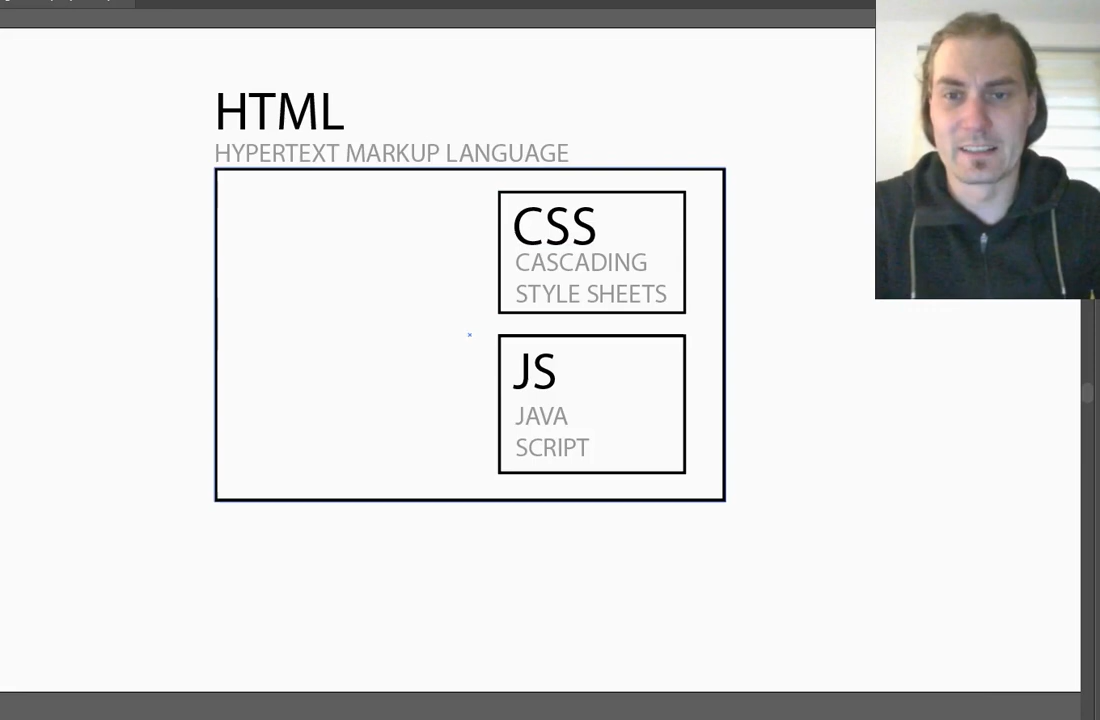 HTML
HYPERTEXT MARKUP LANGUAGE
CSS
CASCADING
STYLE SHEETS
JS
JAVA
SCRIPT